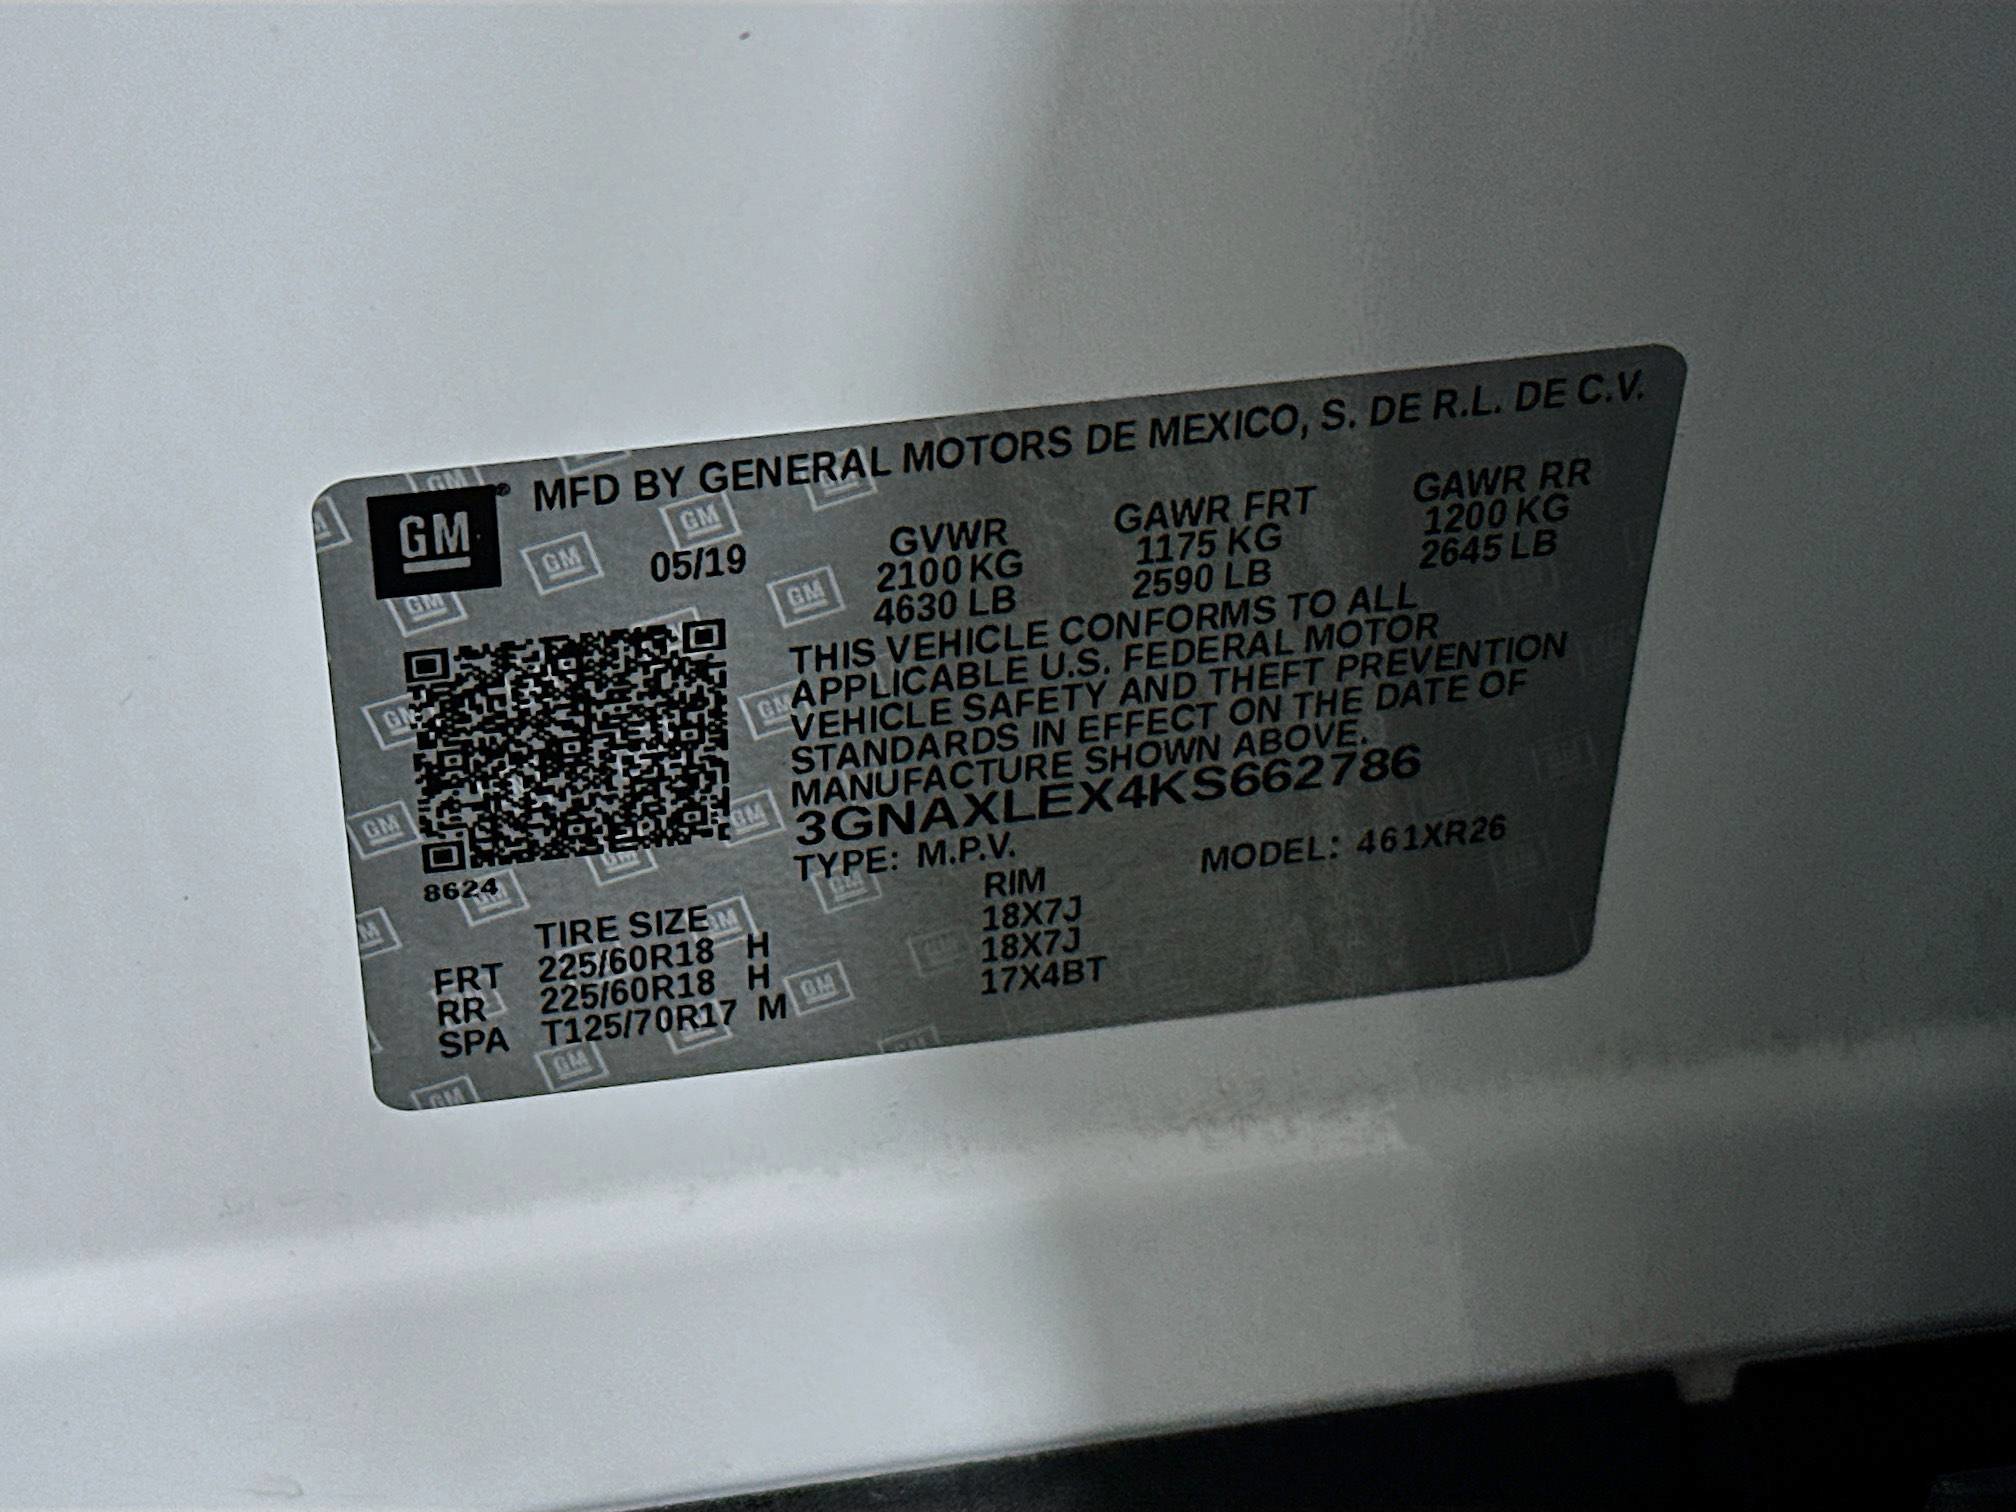 MFD BY GENERAL MOTORS DE MEXICO, S. DE R.L. DE C.V.
GM
05/19
GVWR GAWR FRT GAWR RR
2100 KG 1175 KG 1200 KG
4630 LB 2590 LB 2645 LB
THIS VEHICLE CONFORMS TO ALL
APPLICABLE U.S. FEDERAL MOTOR
VEHICLE SAFETY AND THEFT PREVENTION
STANDARDS IN EFFECT ON THE DATE OF
MANUFACTURE SHOWN ABOVE.
3GNAXLEX4KS662786
TYPE: M.P.V. MODEL: 461XR26
8624
TIRE SIZE RIM
FRT 225/60R18 H 18X7J
RR 225/60R18 H 18X7J
SPA T125/70R17 M 17X4BT